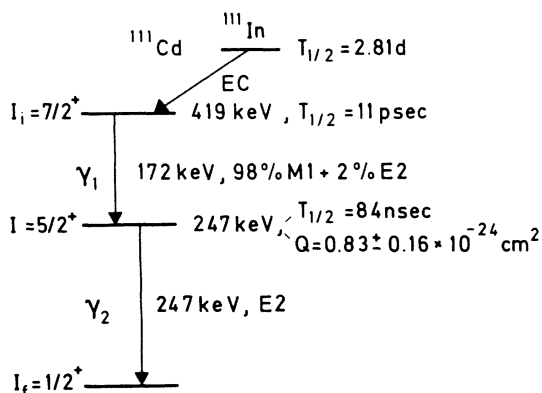 ¹¹¹Cd
¹¹¹In
T₁/₂ = 2.81d
EC
Iᵢ = 7/2⁺
419 keV , T₁/₂ = 11 psec
γ₁
172 keV, 98% M1 + 2% E2
I = 5/2⁺
247 keV,
T₁/₂ = 84 nsec
Q = 0.83 ± 0.16 × 10⁻²⁴ cm²
γ₂
247 keV, E2
I_f = 1/2⁺